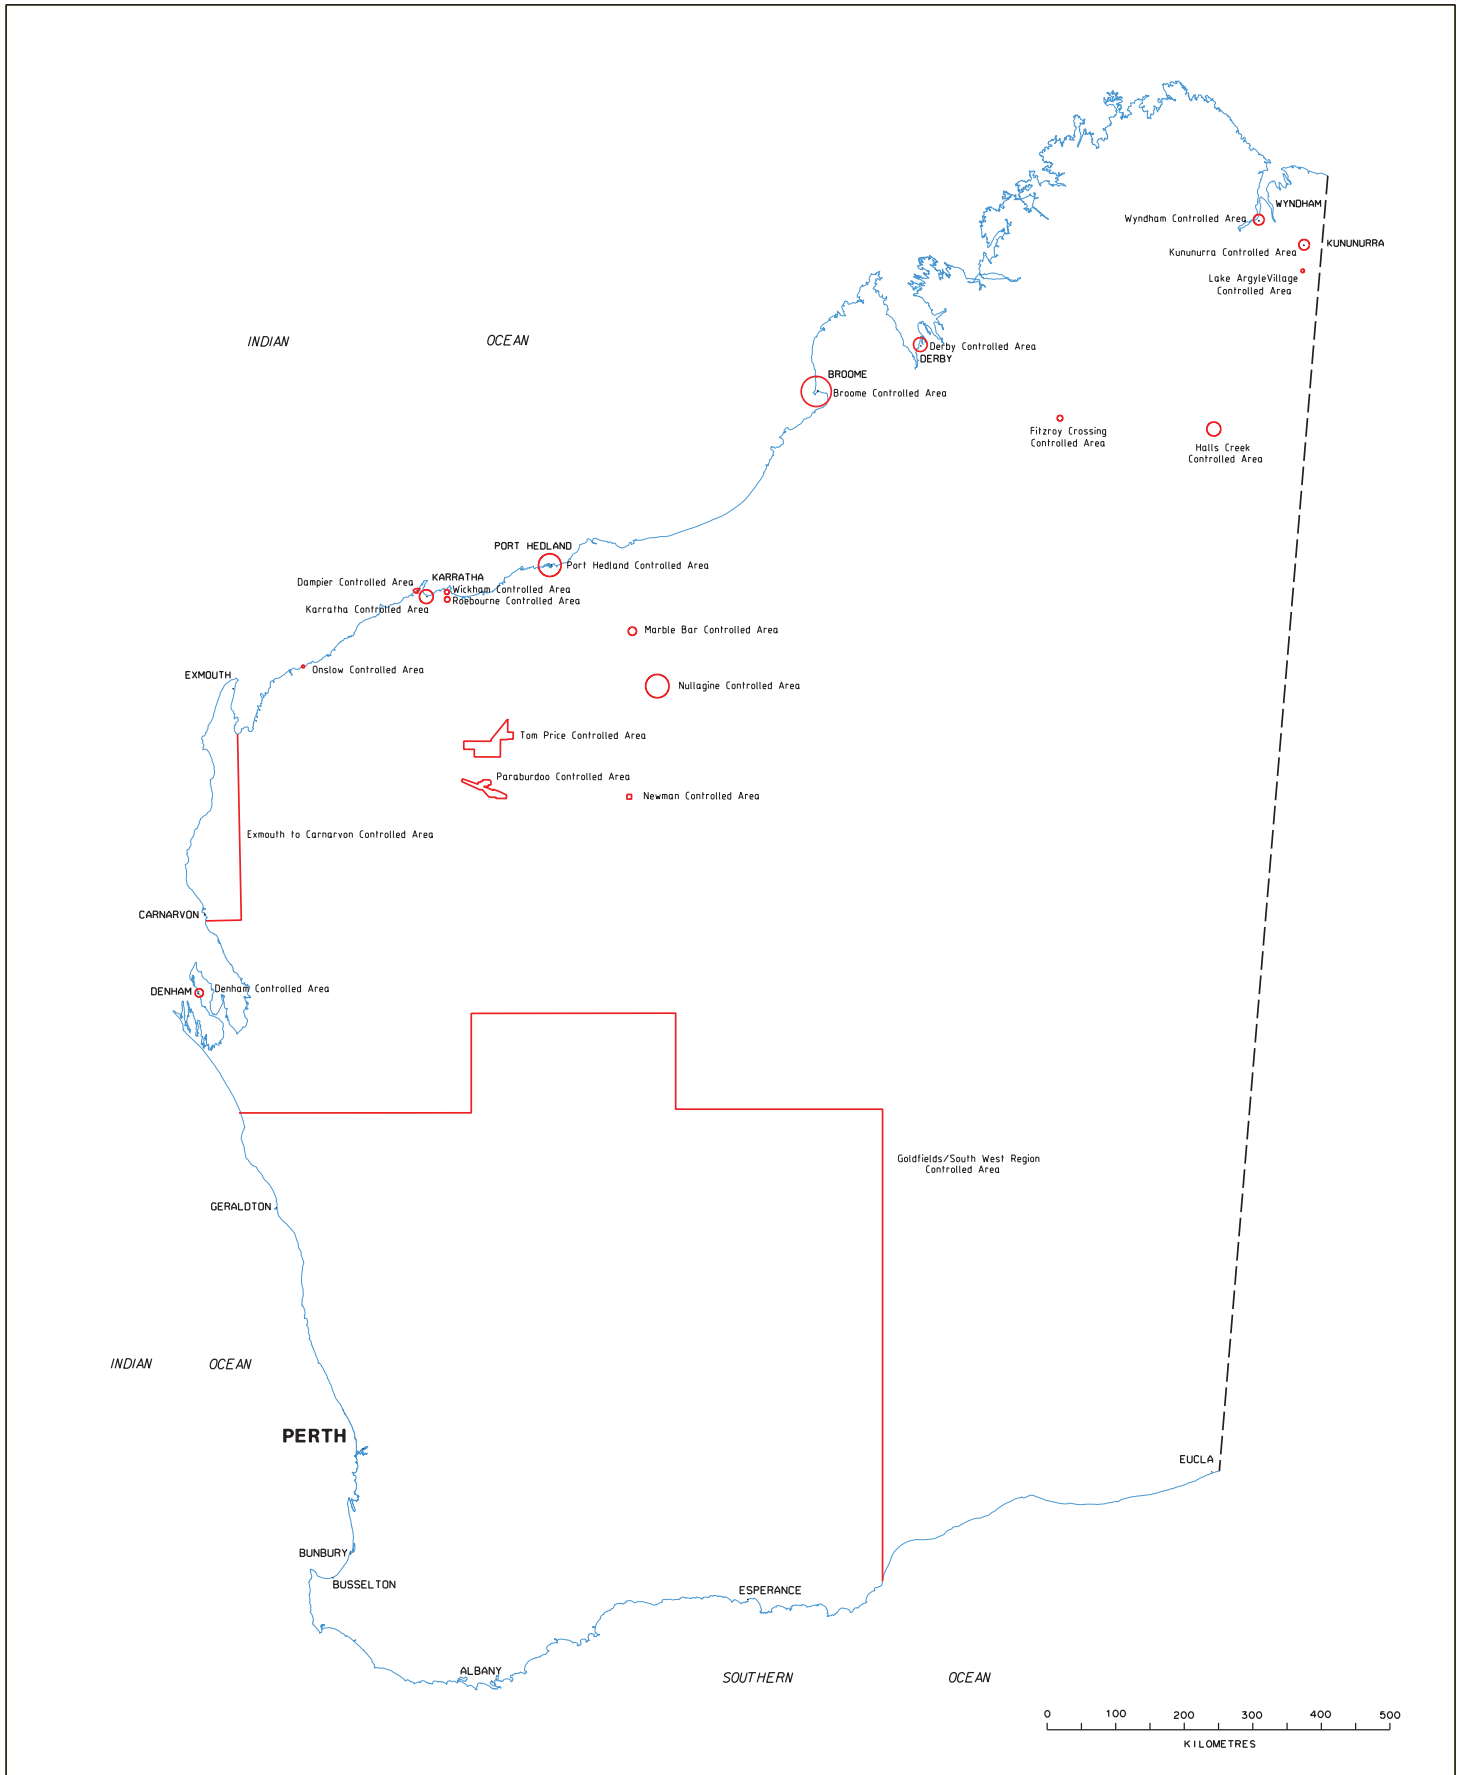 WYNDHAM
Wyndham Controlled Area
KUNUNURRA
Kununurra Controlled Area
Lake ArgyleVillage
Controlled Area
INDIAN OCEAN
Derby Controlled Area
DERBY
BROOME
Broome Controlled Area
Fitzroy Crossing
Controlled Area
Halls Creek
Controlled Area
PORT HEDLAND
Port Hedland Controlled Area
KARRATHA
Dampier Controlled Area
Wickham Controlled Area
Roebourne Controlled Area
Karratha Controlled Area
Marble Bar Controlled Area
EXMOUTH
Onslow Controlled Area
Nullagine Controlled Area
Tom Price Controlled Area
Paraburdoo Controlled Area
Newman Controlled Area
Exmouth to Carnarvon Controlled Area
CARNARVON
DENHAM
Denham Controlled Area
Goldfields/South West Region
Controlled Area
GERALDTON
INDIAN OCEAN
PERTH
EUCLA
BUNBURY
BUSSELTON
ESPERANCE
ALBANY
SOUTHERN OCEAN
0 100 200 300 400 500
KILOMETRES